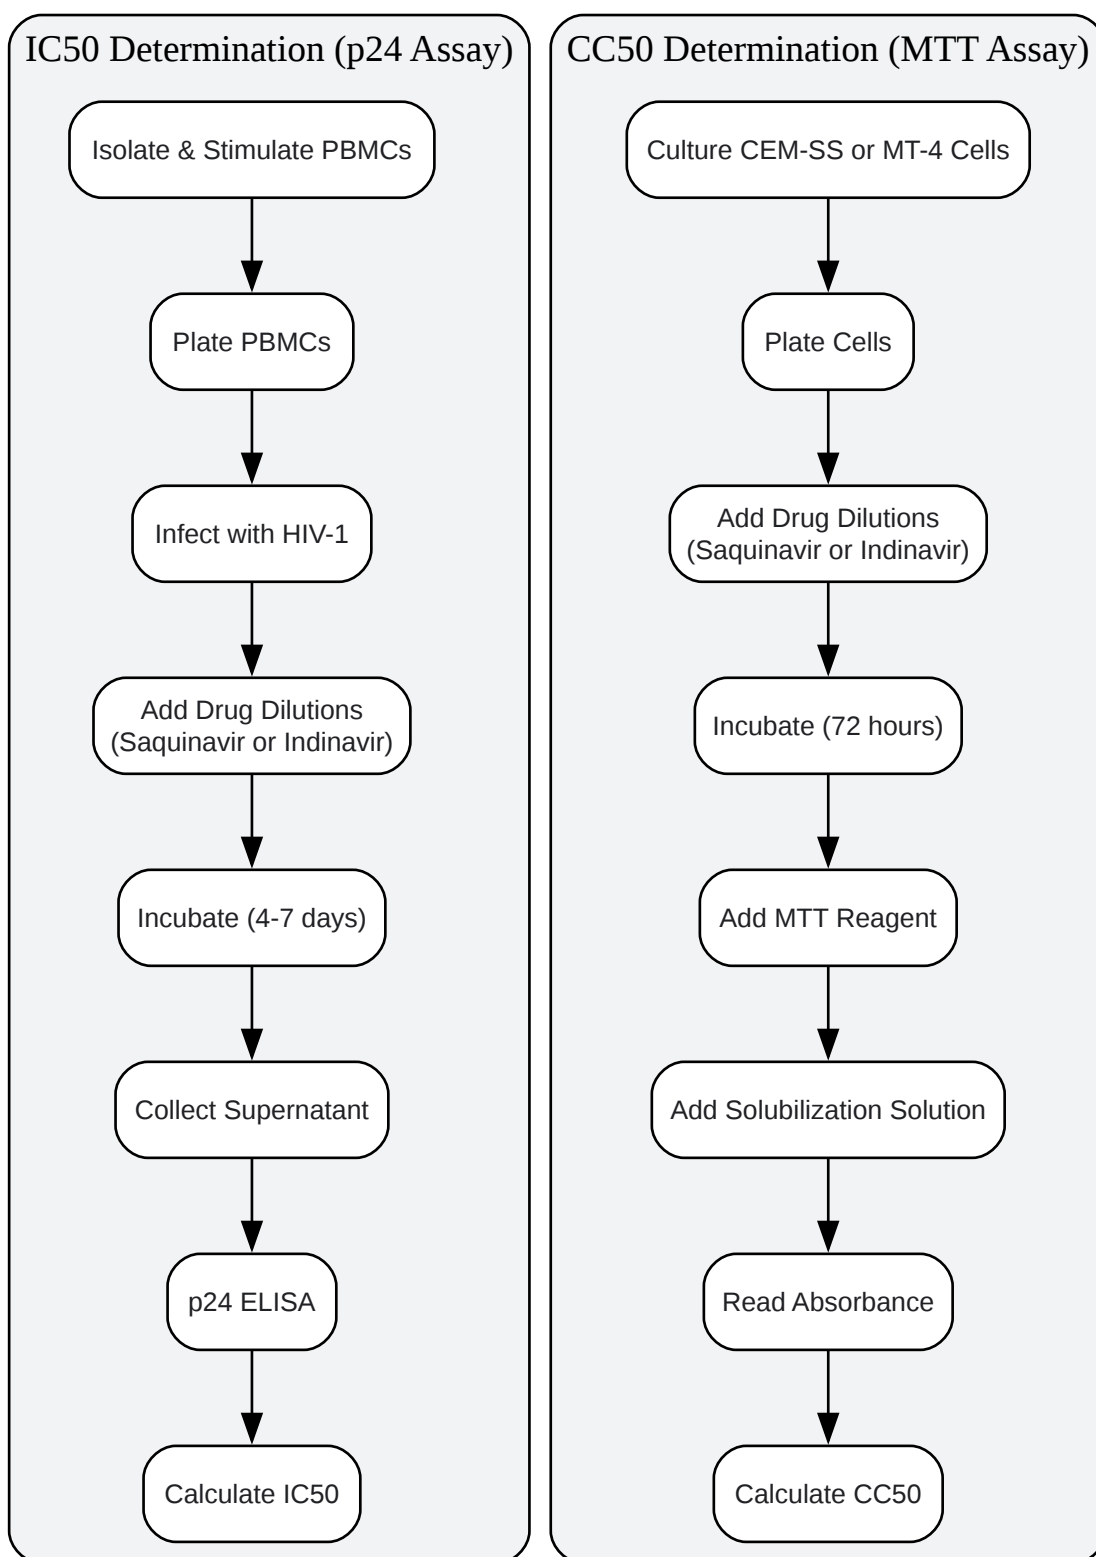 IC50 Determination (p24 Assay)
Isolate & Stimulate PBMCs
Plate PBMCs
Infect with HIV-1
Add Drug Dilutions
(Saquinavir or Indinavir)
Incubate (4-7 days)
Collect Supernatant
p24 ELISA
Calculate IC50
CC50 Determination (MTT Assay)
Culture CEM-SS or MT-4 Cells
Plate Cells
Add Drug Dilutions
(Saquinavir or Indinavir)
Incubate (72 hours)
Add MTT Reagent
Add Solubilization Solution
Read Absorbance
Calculate CC50